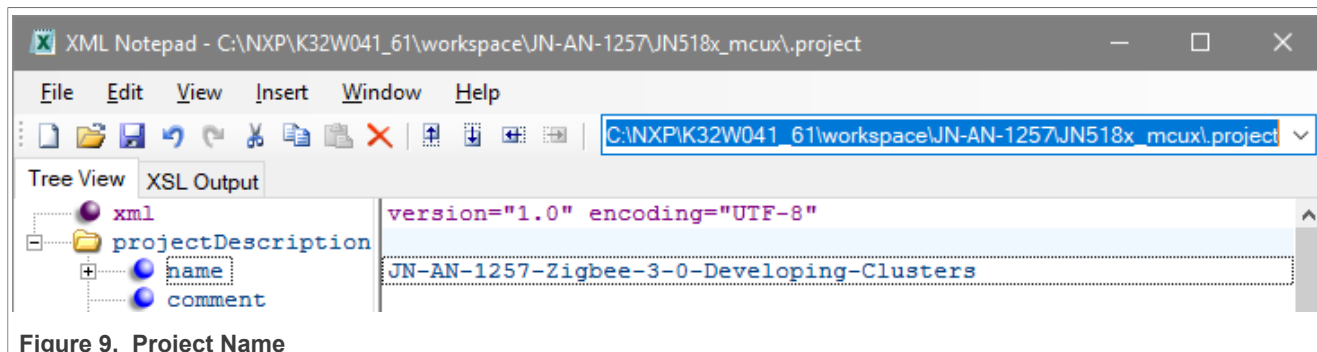 XML Notepad - C:\NXP\K32W041_61\workspace\JN-AN-1257\JN518x_mcux\.project
File Edit View Insert Window Help
C:\NXP\K32W041_61\workspace\JN-AN-1257\JN518x_mcux\.project
Tree View XSL Output
xml version="1.0" encoding="UTF-8"
projectDescription
name JN-AN-1257-Zigbee-3-0-Developing-Clusters
comment
Figure 9. Project Name